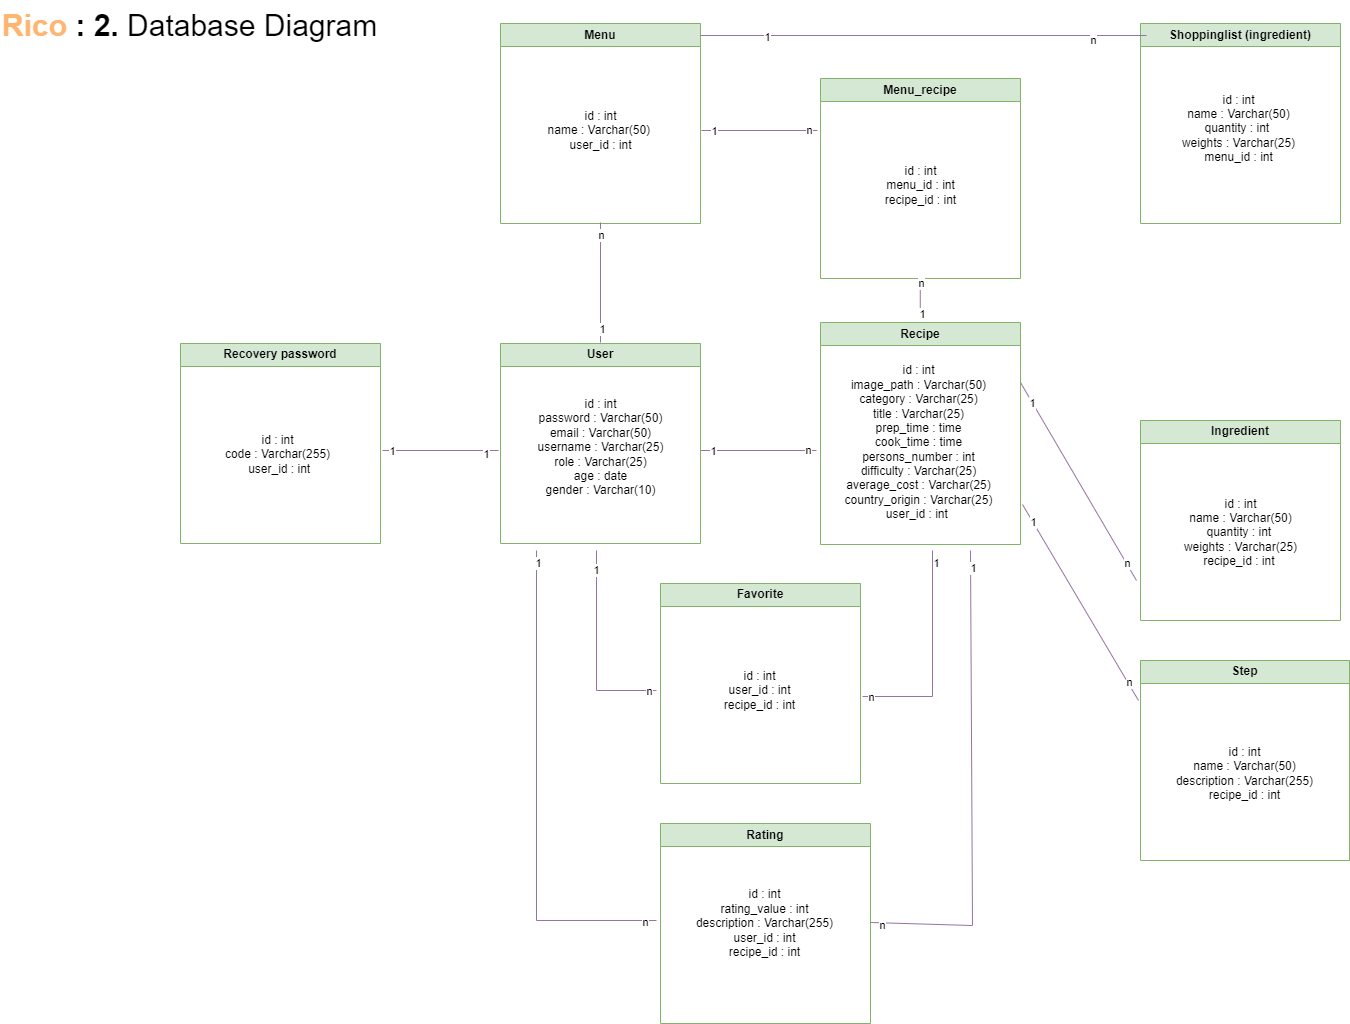 Rico : 2. Database Diagram
Menu
id : int
name : Varchar(50)
user_id : int
1
n
Shoppinglist (ingredient)
id : int
name : Varchar(50)
quantity : int
weights : Varchar(25)
menu_id : int
Menu_recipe
id : int
menu_id : int
recipe_id : int
1
n
n
1
n
1
Recovery password
id : int
code : Varchar(255)
user_id : int
1
1
User
id : int
password : Varchar(50)
email : Varchar(50)
username : Varchar(25)
role : Varchar(25)
age : date
gender : Varchar(10)
1
n
Recipe
id : int
image_path : Varchar(50)
category : Varchar(25)
title : Varchar(25)
prep_time : time
cook_time : time
persons_number : int
difficulty : Varchar(25)
average_cost : Varchar(25)
country_origin : Varchar(25)
user_id : int
1
n
Ingredient
id : int
name : Varchar(50)
quantity : int
weights : Varchar(25)
recipe_id : int
1
n
Step
id : int
name : Varchar(50)
description : Varchar(255)
recipe_id : int
1
1
1
1
Favorite
id : int
user_id : int
recipe_id : int
n
n
Rating
id : int
rating_value : int
description : Varchar(255)
user_id : int
recipe_id : int
n
n